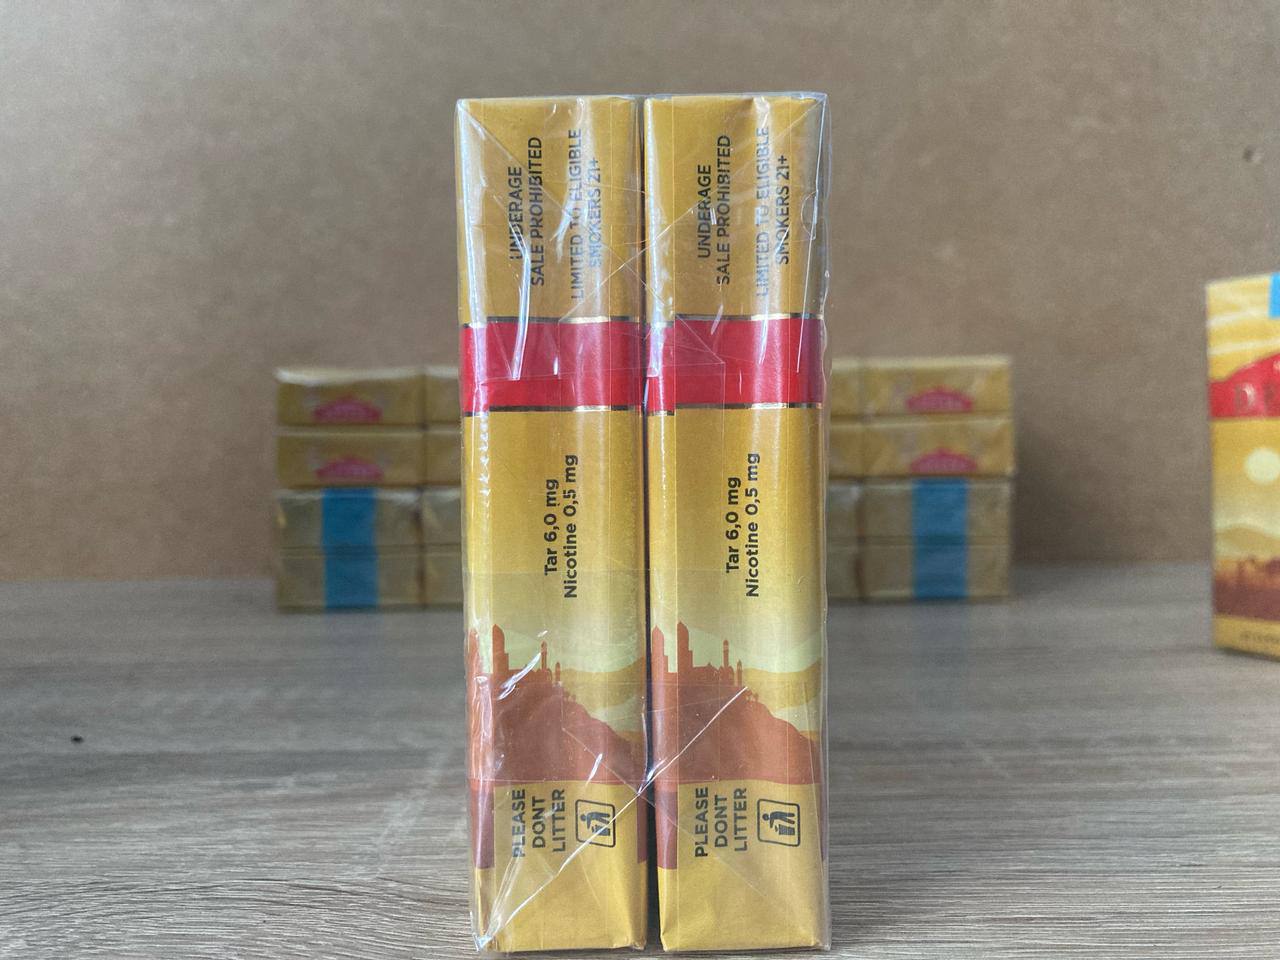 UNDERAGE
SALE PROHIBITED
LIMITED TO ELIGIBLE
SMOKERS 21+
Tar 6,0 mg
Nicotine 0,5 mg
PLEASE
DONT
LITTER
UNDERAGE
SALE PROHIBITED
LIMITED TO ELIGIBLE
SMOKERS 21+
Tar 6,0 mg
Nicotine 0,5 mg
PLEASE
DONT
LITTER